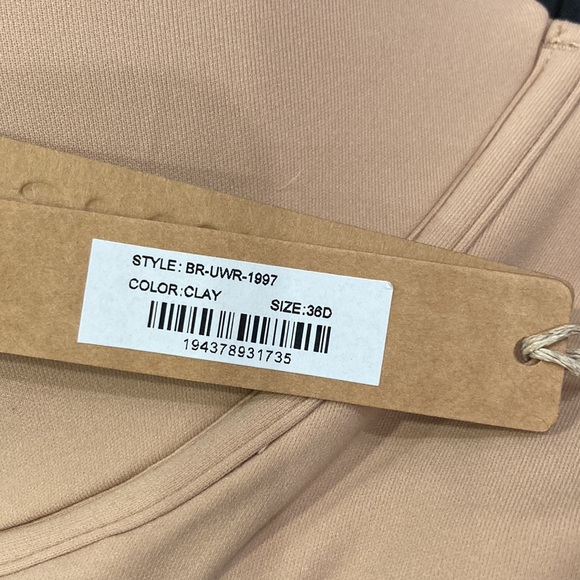 STYLE: BR-UWR-1997
COLOR:CLAY SIZE:36D
194378931735